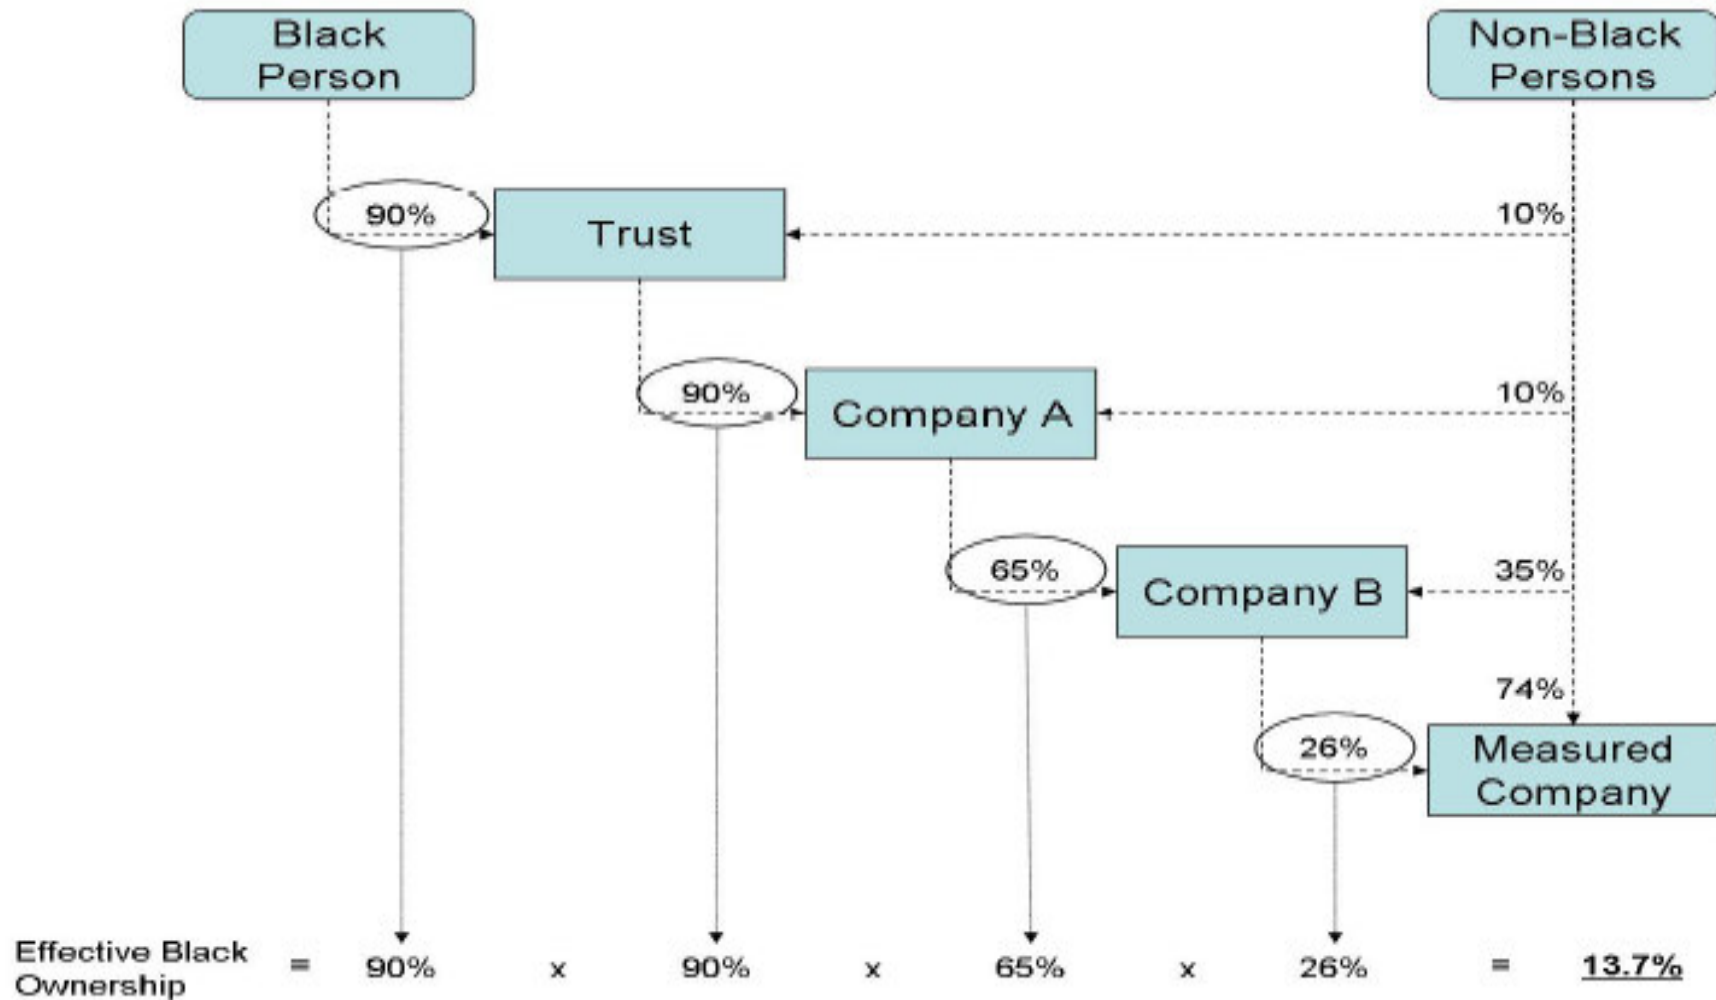 Black
Person
Non-Black
Persons
90%
Trust
10%
90%
Company A
10%
65%
Company B
35%
74%
26%
Measured
Company
Effective Black
Ownership
= 90% x 90% x 65% x 26% = 13.7%